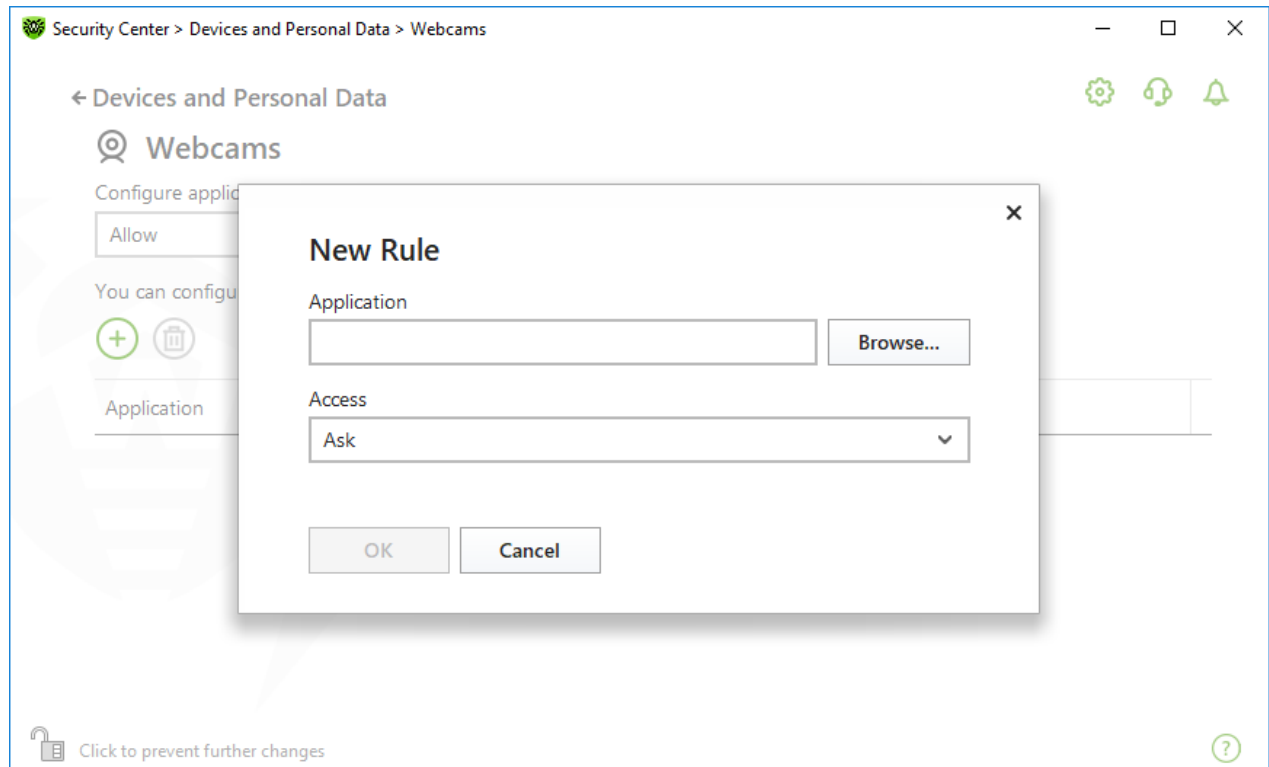 Security Center > Devices and Personal Data > Webcams
Devices and Personal Data
Webcams
Configure applic
Allow
You can configu
Application
×
New Rule
Application
Browse...
Access
Ask
OK
Cancel
Click to prevent further changes
?